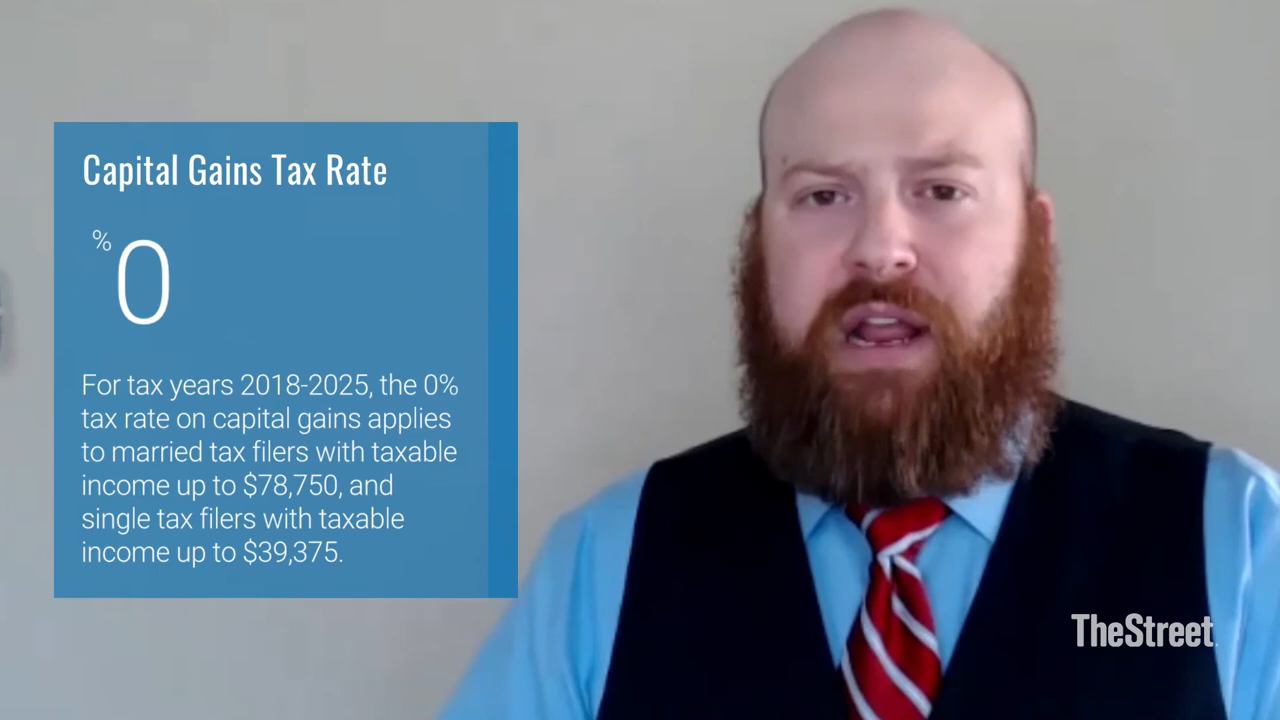 Capital Gains Tax Rate
% 0
For tax years 2018-2025, the 0%
tax rate on capital gains applies
to married tax filers with taxable
income up to $78,750, and
single tax filers with taxable
income up to $39,375.
TheStreet